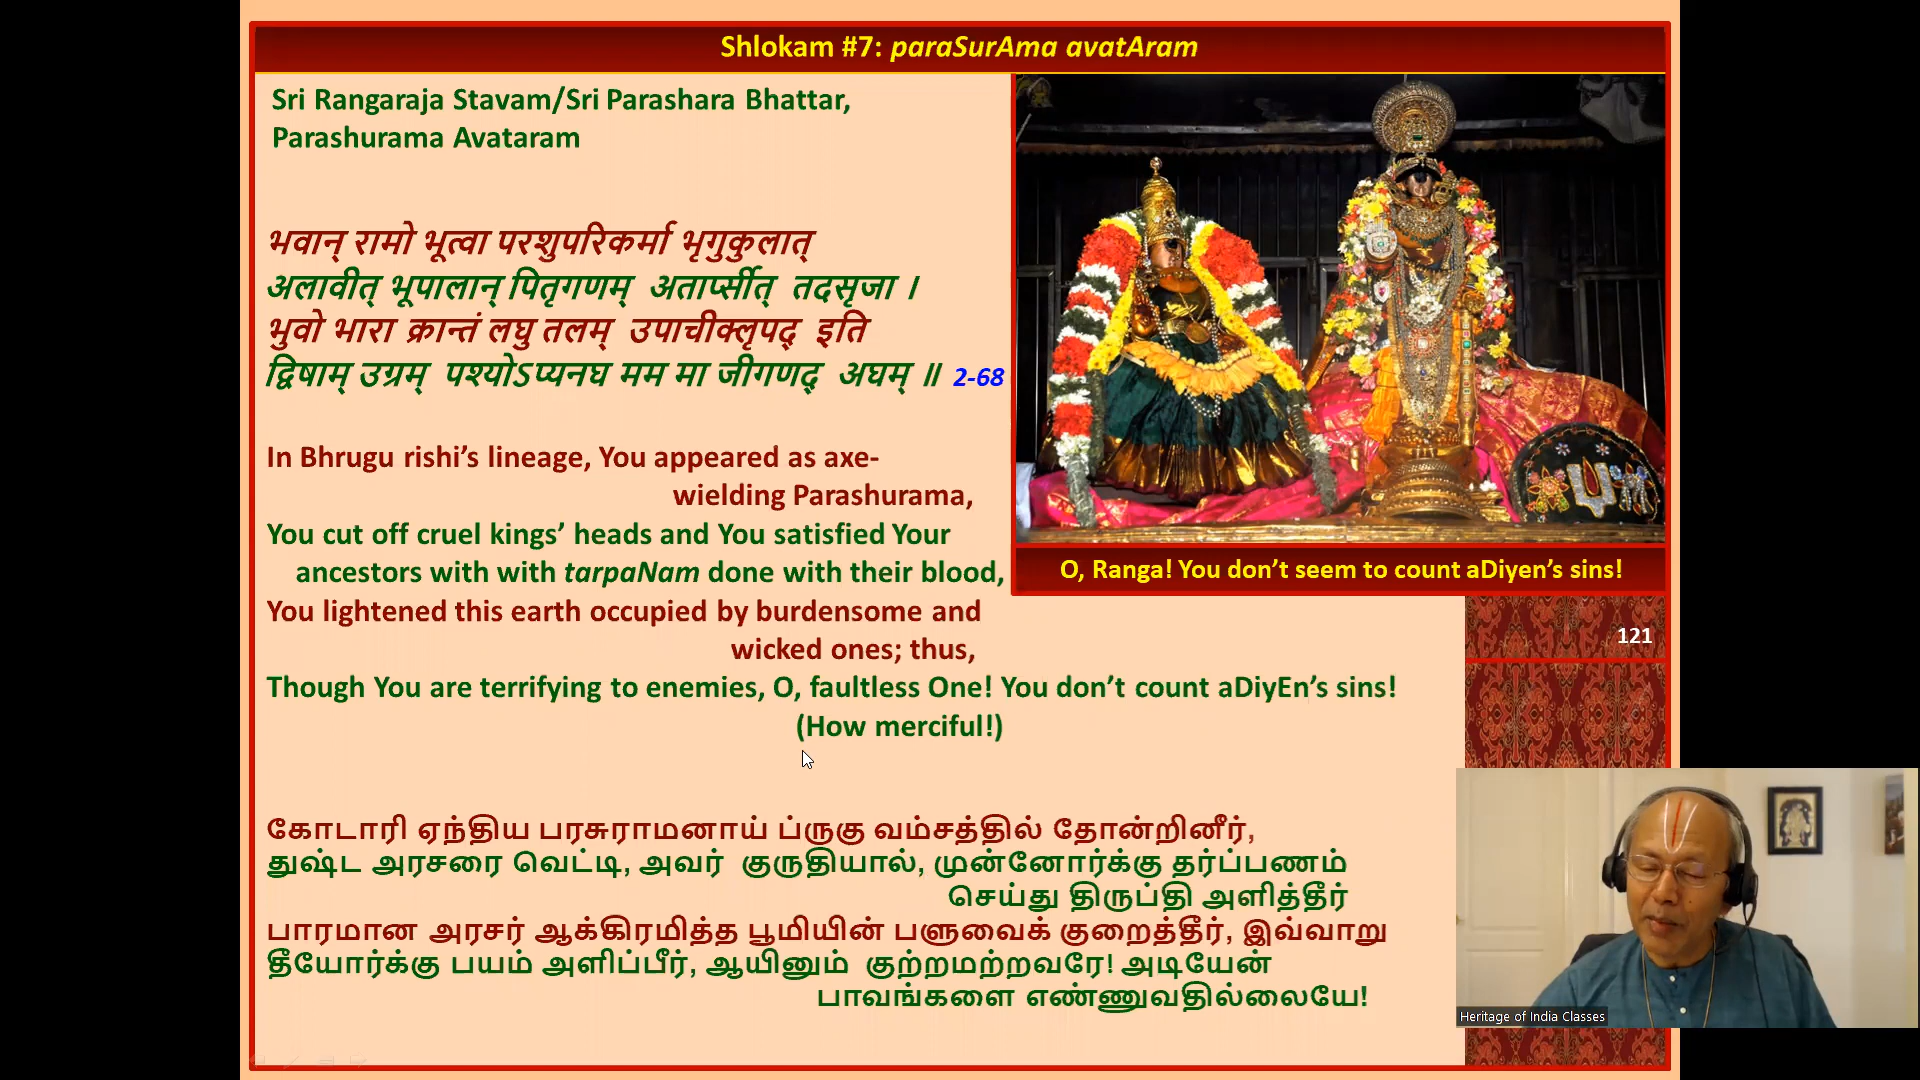 Shlokam #7: paraSurAma avatAram
Sri Rangaraja Stavam/Sri Parashara Bhattar,
Parashurama Avataram
भवान् रामो भूत्वा परशुपरिकर्मा भृगुकुलात्
अलावीत् भूपालान् पितृगणम् अतार्प्सीत् तदसृजा ।
भुवो भारा क्रान्तं लघु तलम् उपाचीक्लृपद् इति
द्विषाम् उग्रम् पश्योऽप्यनघ मम मा जीगणद् अघम् ॥ 2-68
In Bhrugu rishi’s lineage, You appeared as axe-
wielding Parashurama,
You cut off cruel kings’ heads and You satisfied Your
ancestors with with tarpaNam done with their blood,
You lightened this earth occupied by burdensome and
wicked ones; thus,
Though You are terrifying to enemies, O, faultless One! You don’t count aDiyEn’s sins!
(How merciful!)
கோடாரி ஏந்திய பரசுராமனாய் ப்ருகு வம்சத்தில் தோன்றினீர்,
துஷ்ட அரசரை வெட்டி, அவர் குருதியால், முன்னோர்க்கு தர்ப்பணம்
செய்து திருப்தி அளித்தீர்
பாரமான அரசர் ஆக்கிரமித்த பூமியின் பளுவைக் குறைத்தீர், இவ்வாறு
தீயோர்க்கு பயம் அளிப்பீர், ஆயினும் குற்றமற்றவரே! அடியேன்
பாவங்களை எண்ணுவதில்லையே!
O, Ranga! You don’t seem to count aDiyen’s sins!
121
Heritage of India Classes